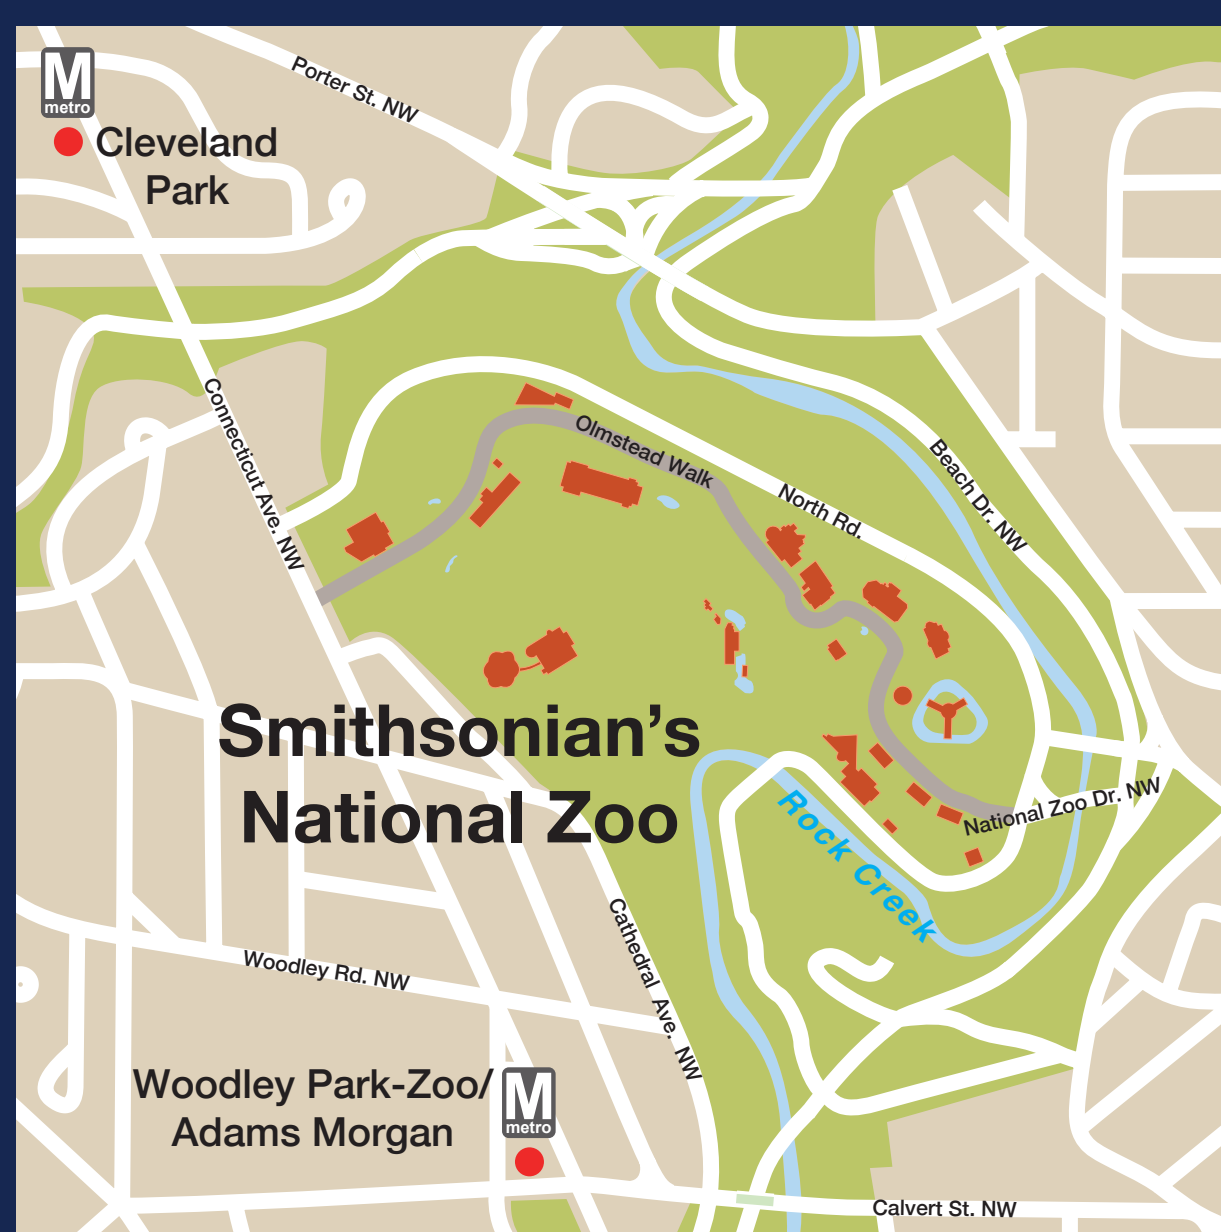 M
metro
Cleveland
Park
Porter St. NW
Connecticut Ave. NW
Olmstead Walk
North Rd.
Beach Dr. NW
Smithsonian's
National Zoo
National Zoo Dr. NW
Rock Creek
Cathedral Ave. NW
Woodley Rd. NW
Woodley Park-Zoo/
Adams Morgan
M
metro
Calvert St. NW